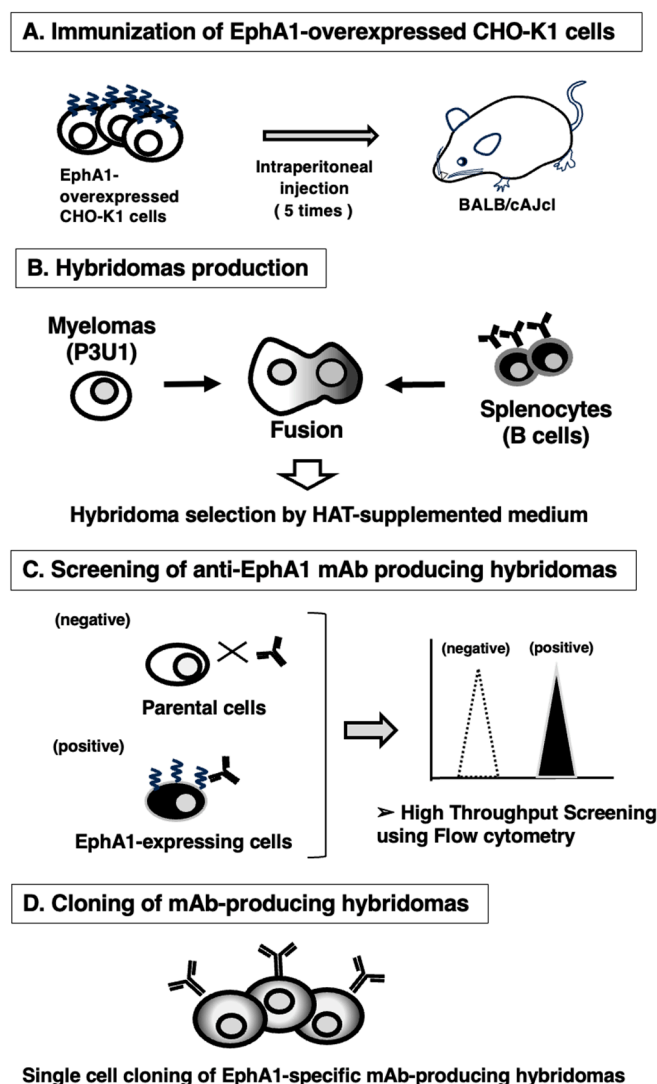 A. Immunization of EphA1-overexpressed CHO-K1 cells
EphA1-
overexpressed
CHO-K1 cells
Intraperitoneal
injection
( 5 times )
BALB/cAJcl
B. Hybridomas production
Myelomas
(P3U1)
Fusion
Splenocytes
(B cells)
Hybridoma selection by HAT-supplemented medium
C. Screening of anti-EphA1 mAb producing hybridomas
(negative)
Parental cells
(positive)
EphA1-expressing cells
(negative) (positive)
➢ High Throughput Screening
using Flow cytometry
D. Cloning of mAb-producing hybridomas
Single cell cloning of EphA1-specific mAb-producing hybridomas